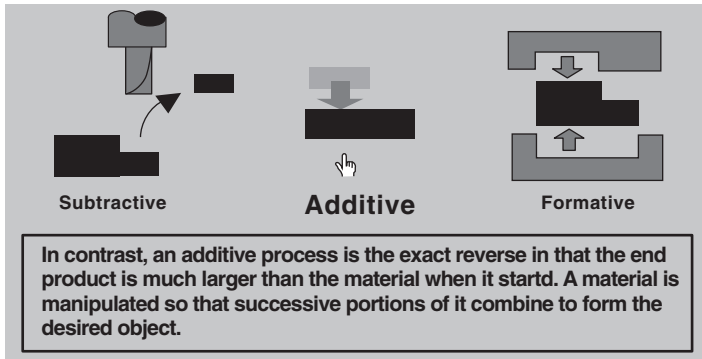 Subtractive
Additive
Formative
In contrast, an additive process is the exact reverse in that the end
product is much larger than the material when it startd. A material is
manipulated so that successive portions of it combine to form the
desired object.